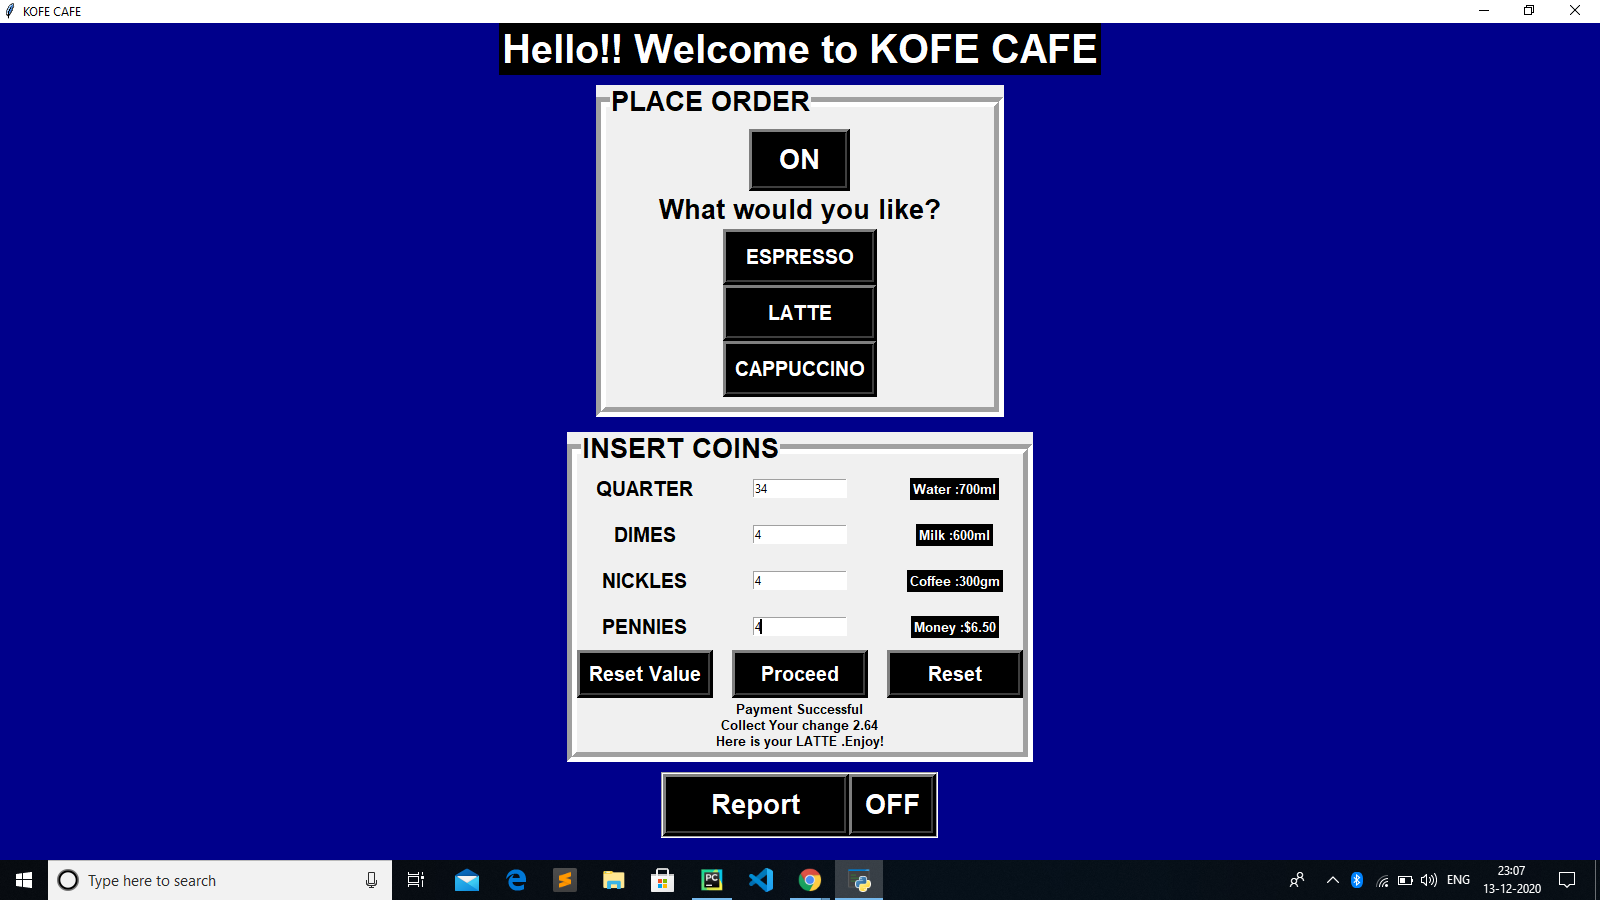 KOFE CAFE
Hello!! Welcome to KOFE CAFE
PLACE ORDER
ON
What would you like?
ESPRESSO
LATTE
CAPPUCCINO
INSERT COINS
QUARTER 34 Water :700ml
DIMES 4 Milk :600ml
NICKLES 4 Coffee :300gm
PENNIES 4 Money :$6.50
Reset Value Proceed Reset
Payment Successful
Collect Your change 2.64
Here is your LATTE .Enjoy!
Report OFF
Type here to search
PC
ENG
23:07
13-12-2020